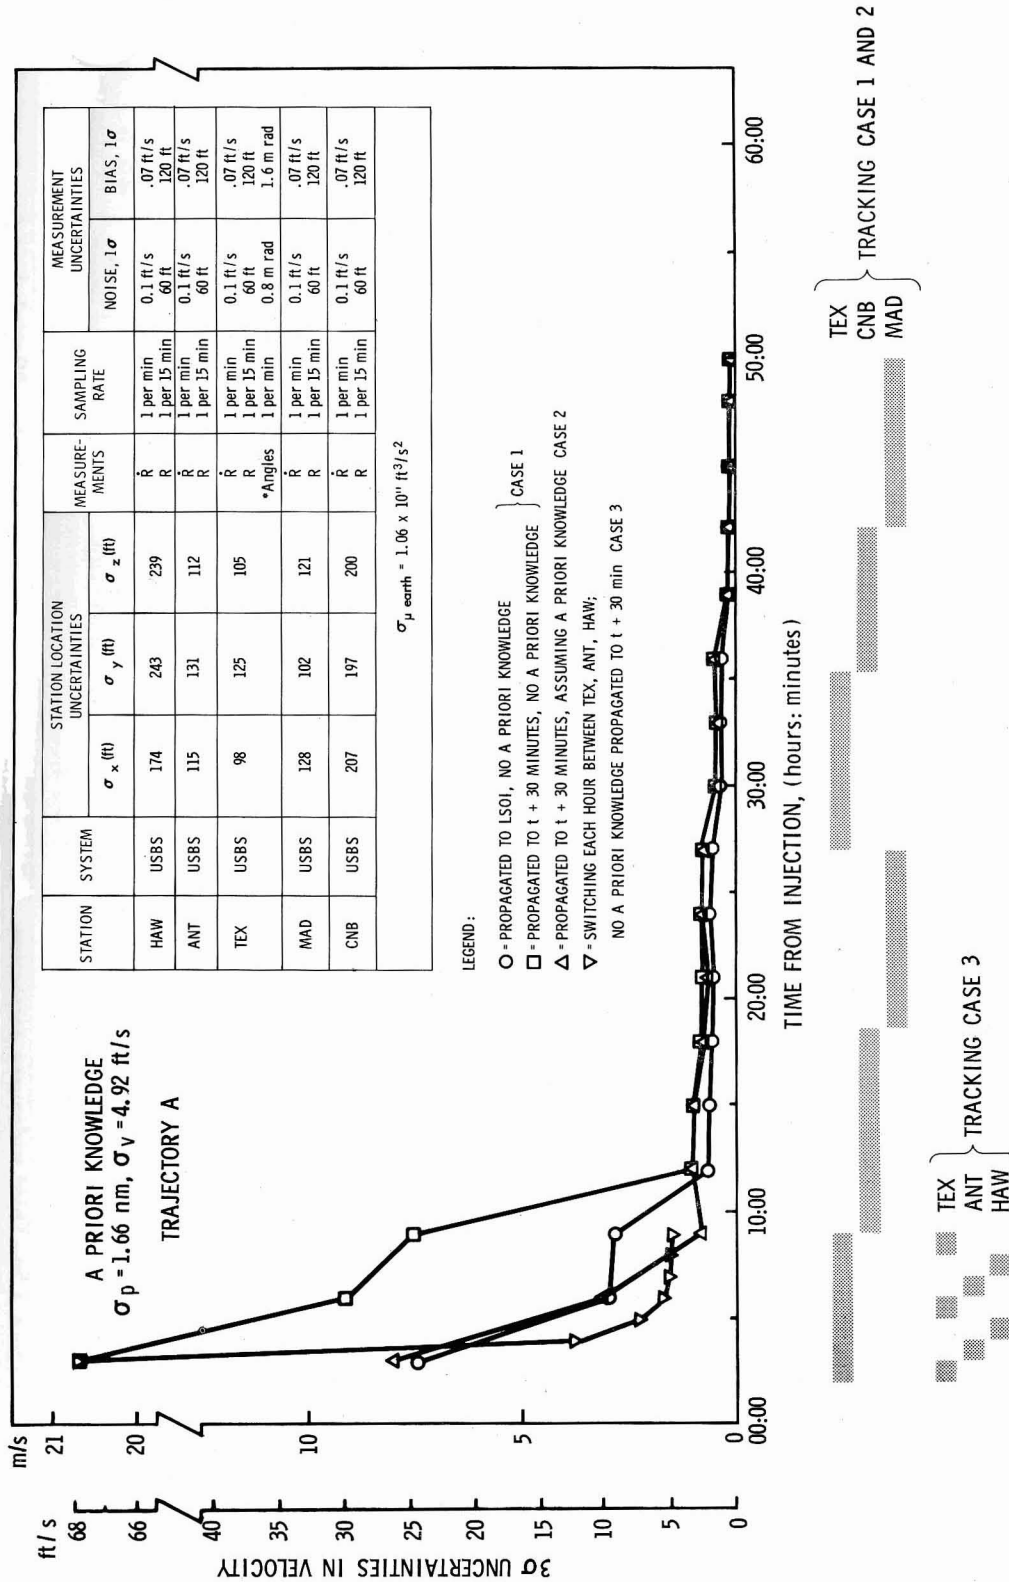 A PRIORI KNOWLEDGE
σp = 1.66 nm, σv = 4.92 ft/s
TRAJECTORY A
STATION SYSTEM STATION LOCATION UNCERTAINTIES MEASURE-MENTS SAMPLING RATE MEASUREMENT UNCERTAINTIES
σx (ft) σy (ft) σz (ft) NOISE, 1σ BIAS, 1σ
HAW USBS 174 243 239 Ṙ 1 per min 0.1 ft/s .07 ft/s
R 1 per 15 min 60 ft 120 ft
ANT USBS 115 131 112 Ṙ 1 per min 0.1 ft/s .07 ft/s
R 1 per 15 min 60 ft 120 ft
TEX USBS 98 125 105 Ṙ 1 per min 0.1 ft/s .07 ft/s
R 1 per 15 min 60 ft 120 ft
*Angles 1 per min 0.8 m rad 1.6 m rad
MAD USBS 128 102 121 Ṙ 1 per min 0.1 ft/s .07 ft/s
R 1 per 15 min 60 ft 120 ft
CNB USBS 207 197 200 Ṙ 1 per min 0.1 ft/s .07 ft/s
R 1 per 15 min 60 ft 120 ft
σμ earth = 1.06 x 10¹¹ ft³/s²
LEGEND:
○ = PROPAGATED TO LSOI, NO A PRIORI KNOWLEDGE
□ = PROPAGATED TO t + 30 MINUTES, NO A PRIORI KNOWLEDGE
CASE 1
△ = PROPAGATED TO t + 30 MINUTES, ASSUMING A PRIORI KNOWLEDGE CASE 2
▽ = SWITCHING EACH HOUR BETWEEN TEX, ANT, HAW;
NO A PRIORI KNOWLEDGE PROPAGATED TO t + 30 min CASE 3
3σ UNCERTAINTIES IN VELOCITY
ft/s
68
66
40
35
30
25
20
15
10
5
0
m/s
21
20
10
5
0
00:00 10:00 20:00 30:00 40:00 50:00 60:00
TIME FROM INJECTION, (hours: minutes)
TEX
CNB
MAD
TRACKING CASE 1 AND 2
TEX
ANT
HAW
TRACKING CASE 3